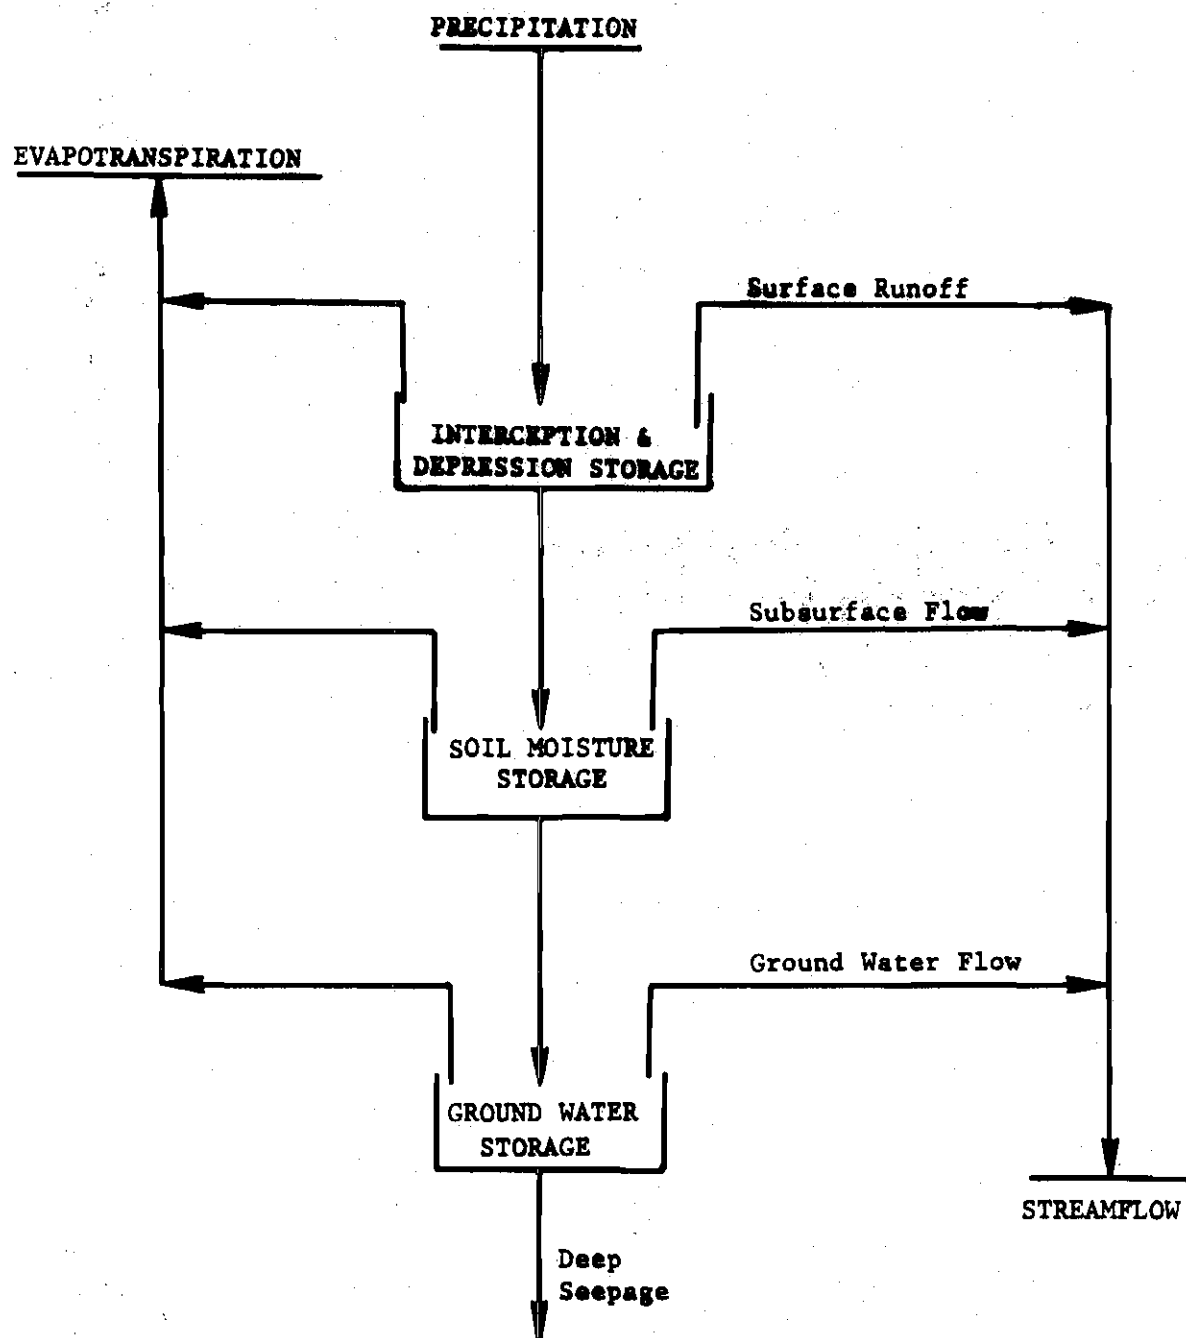 PRECIPITATION
EVAPOTRANSPIRATION
Surface Runoff
INTERCEPTION &
DEPRESSION STORAGE
Subsurface Flow
SOIL MOISTURE
STORAGE
Ground Water Flow
GROUND WATER
STORAGE
STREAMFLOW
Deep
Seepage